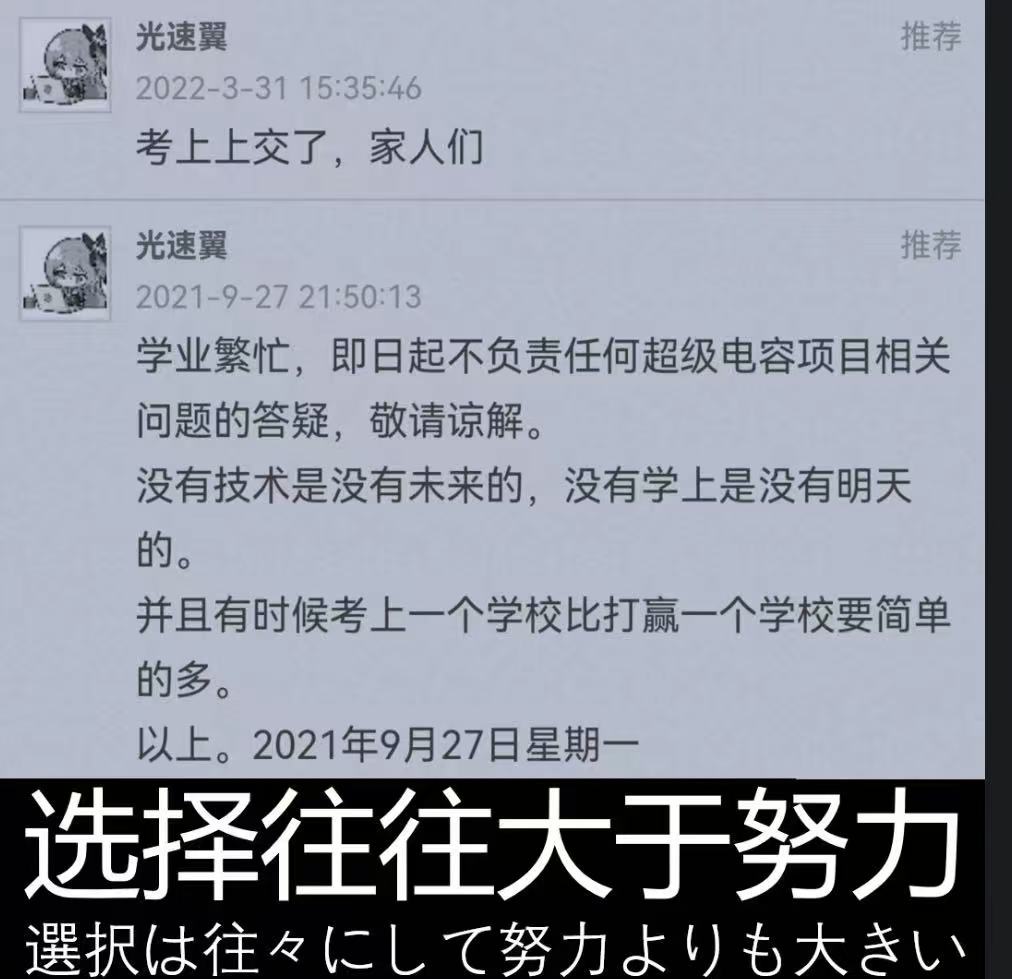 光速翼
推荐
2022-3-31 15:35:46
考上上交了，家人们
光速翼
推荐
2021-9-27 21:50:13
学业繁忙，即日起不负责任何超级电容项目相关
问题的答疑，敬请谅解。
没有技术是没有未来的，没有学上是没有明天
的。
并且有时候考上一个学校比打赢一个学校要简单
的多。
以上。2021年9月27日星期一
选择往往大于努力
選択は往々にして努力よりも大きい